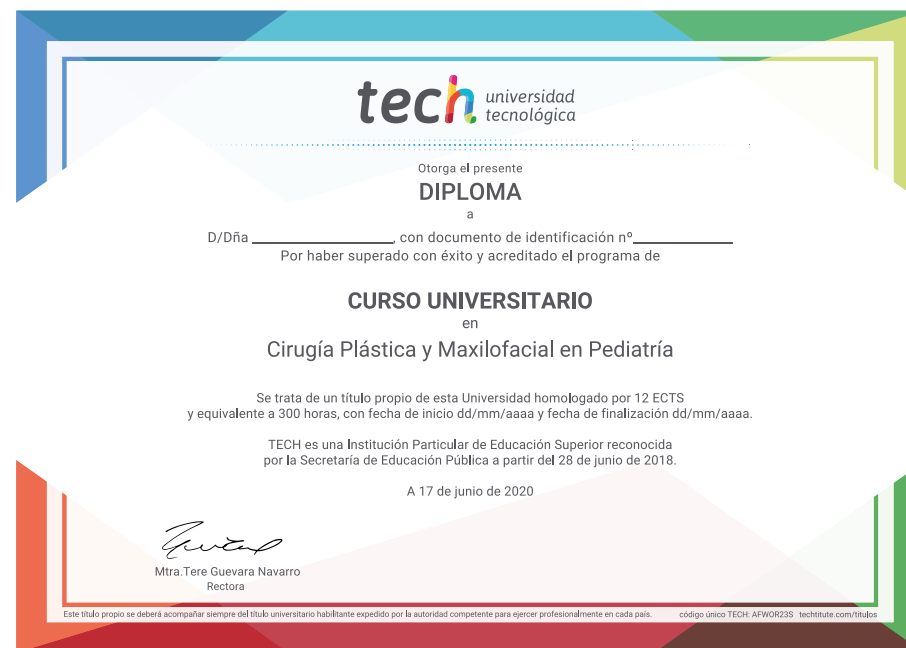 tech universidad
tecnológica
Otorga el presente
DIPLOMA
a
D/Dña ____________________, con documento de identificación nº______________
Por haber superado con éxito y acreditado el programa de
CURSO UNIVERSITARIO
en
Cirugía Plástica y Maxilofacial en Pediatría
Se trata de un título propio de esta Universidad homologado por 12 ECTS
y equivalente a 300 horas, con fecha de inicio dd/mm/aaaa y fecha de finalización dd/mm/aaaa.
TECH es una Institución Particular de Educación Superior reconocida
por la Secretaría de Educación Pública a partir del 28 de junio de 2018.
A 17 de junio de 2020
Mtra.Tere Guevara Navarro
Rectora
Este título propio se deberá acompañar siempre del título universitario habilitante expedido por la autoridad competente para ejercer profesionalmente en cada país. código único TECH: AFWOR23S techtitute.com/titulos